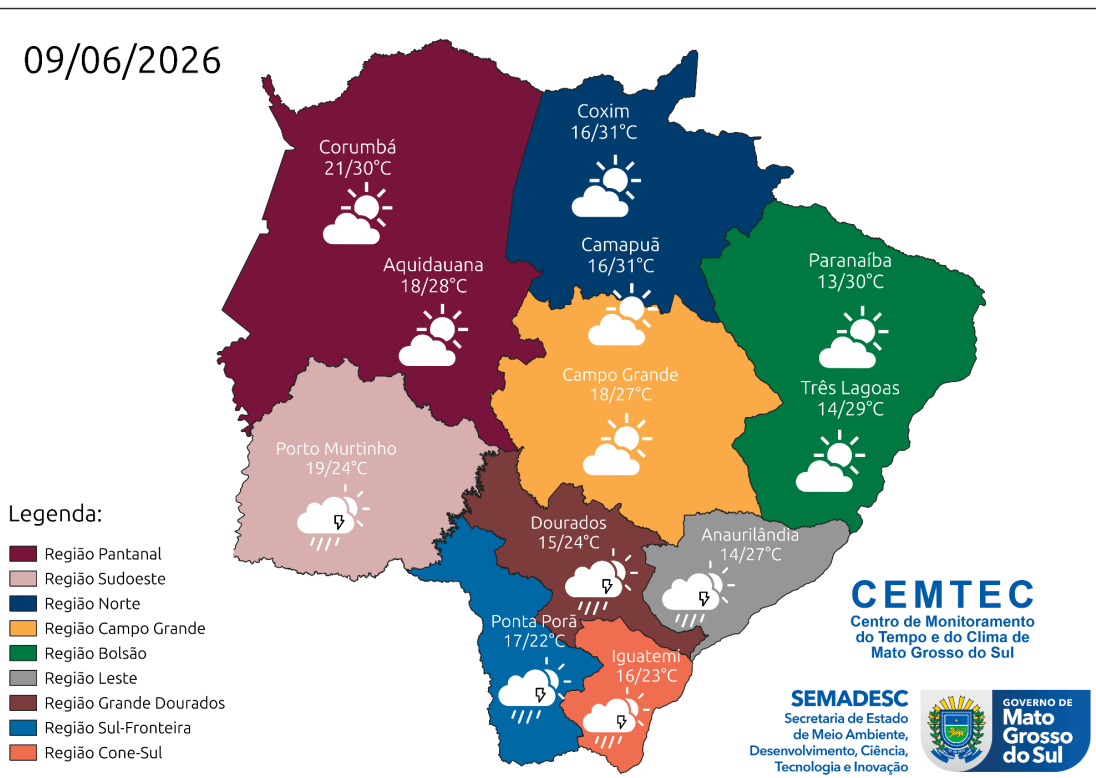 09/06/2026
Coxim
16/31°C
Corumbá
21/30°C
Camapuã
16/31°C
Aquidauana
18/28°C
Paranaíba
13/30°C
Campo Grande
18/27°C
Três Lagoas
14/29°C
Porto Murtinho
19/24°C
Dourados
15/24°C
Anaurilândia
14/27°C
Ponta Porã
17/22°C
Iguatemi
16/23°C
Legenda:
Região Pantanal
Região Sudoeste
Região Norte
Região Campo Grande
Região Bolsão
Região Leste
Região Grande Dourados
Região Sul-Fronteira
Região Cone-Sul
CEMTEC
Centro de Monitoramento
do Tempo e do Clima de
Mato Grosso do Sul
SEMADESC
Secretaria de Estado
de Meio Ambiente,
Desenvolvimento, Ciência,
Tecnologia e Inovação
GOVERNO DE
Mato
Grosso
do Sul